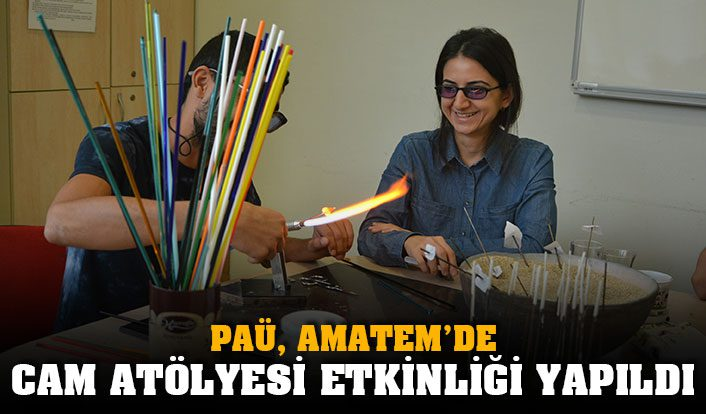 PAÜ, AMATEM’DE
CAM ATÖLYESİ ETKİNLİĞİ YAPILDI